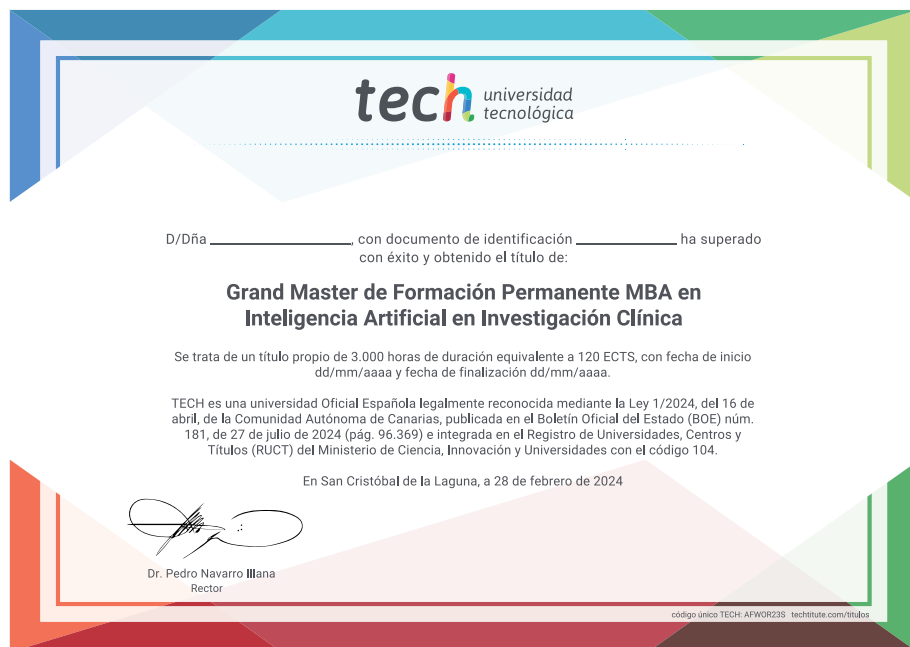 tech universidad
tecnológica
D/Dña ______________, con documento de identificación __________ ha superado
con éxito y obtenido el título de:
Grand Master de Formación Permanente MBA en
Inteligencia Artificial en Investigación Clínica
Se trata de un título propio de 3.000 horas de duración equivalente a 120 ECTS, con fecha de inicio
dd/mm/aaaa y fecha de finalización dd/mm/aaaa.
TECH es una universidad Oficial Española legalmente reconocida mediante la Ley 1/2024, del 16 de
abril, de la Comunidad Autónoma de Canarias, publicada en el Boletín Oficial del Estado (BOE) núm.
181, de 27 de julio de 2024 (pág. 96.369) e integrada en el Registro de Universidades, Centros y
Títulos (RUCT) del Ministerio de Ciencia, Innovación y Universidades con el código 104.
En San Cristóbal de la Laguna, a 28 de febrero de 2024
Dr. Pedro Navarro Illana
Rector
código único TECH: AFWOR23S techtitute.com/titulos